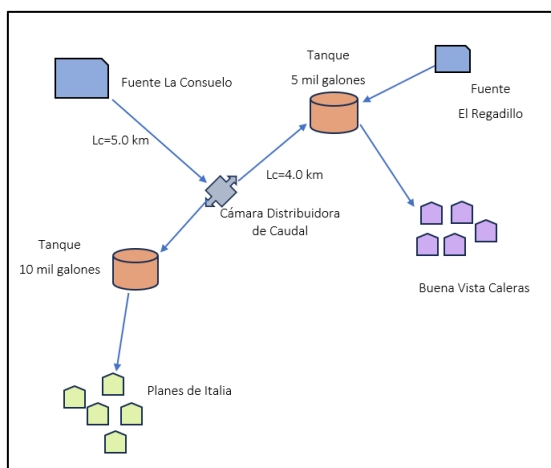 Tanque
5 mil galones
Fuente La Consuelo
Fuente
El Regadillo
Lc=5.0 km
Lc=4.0 km
Cámara Distribuidora
de Caudal
Tanque
10 mil galones
Buena Vista Caleras
Planes de Italia